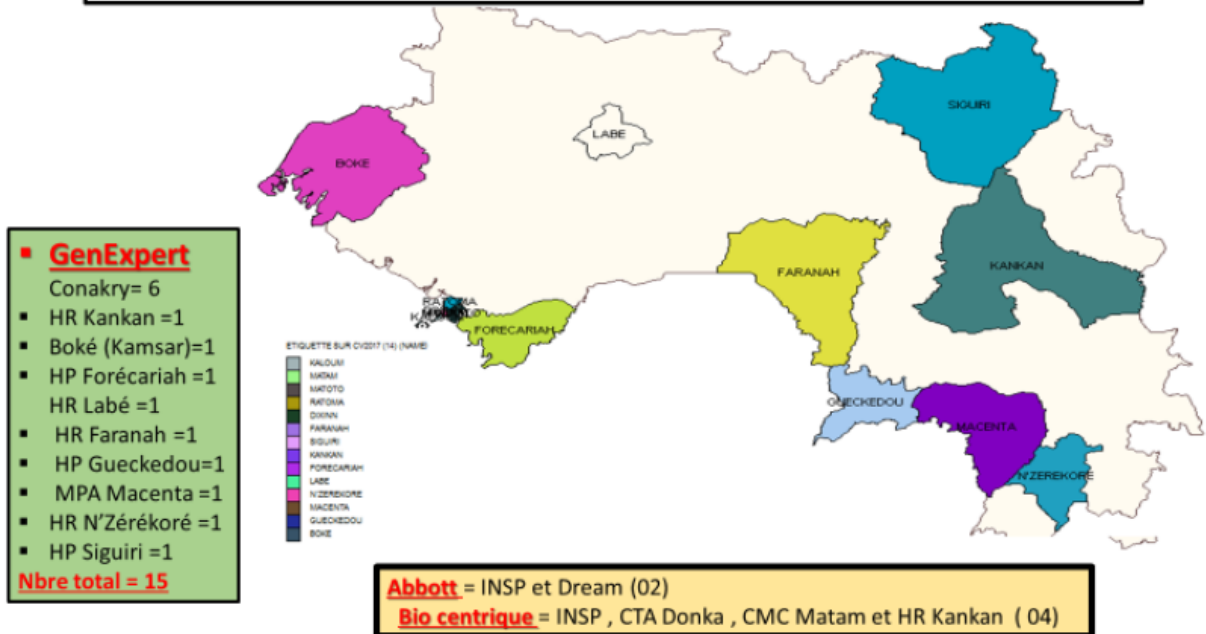 SIGUIRI
LABE
BOKE
KANKAN
FARANAH
RATOMA
FORECARIAH
GUECKEDOU
MACENTA
N'ZEREKORE
▪ GenExpert
Conakry= 6
▪ HR Kankan =1
▪ Boké (Kamsar)=1
▪ HP Forécariah =1
HR Labé =1
▪ HR Faranah =1
▪ HP Gueckedou=1
▪ MPA Macenta =1
▪ HR N'Zérékoré =1
▪ HP Siguiri =1
Nbre total = 15
ETIQUETTE SUR CV2017 (14) (NAME)
KALOUM
MATAM
MATOTO
RATOMA
DIXINN
FARANAH
SIGUIRI
KANKAN
FORECARIAH
LABE
N'ZEREKORE
MACENTA
GUECKEDOU
BOKE
Abbott = INSP et Dream (02)
Bio centrique = INSP , CTA Donka , CMC Matam et HR Kankan ( 04)